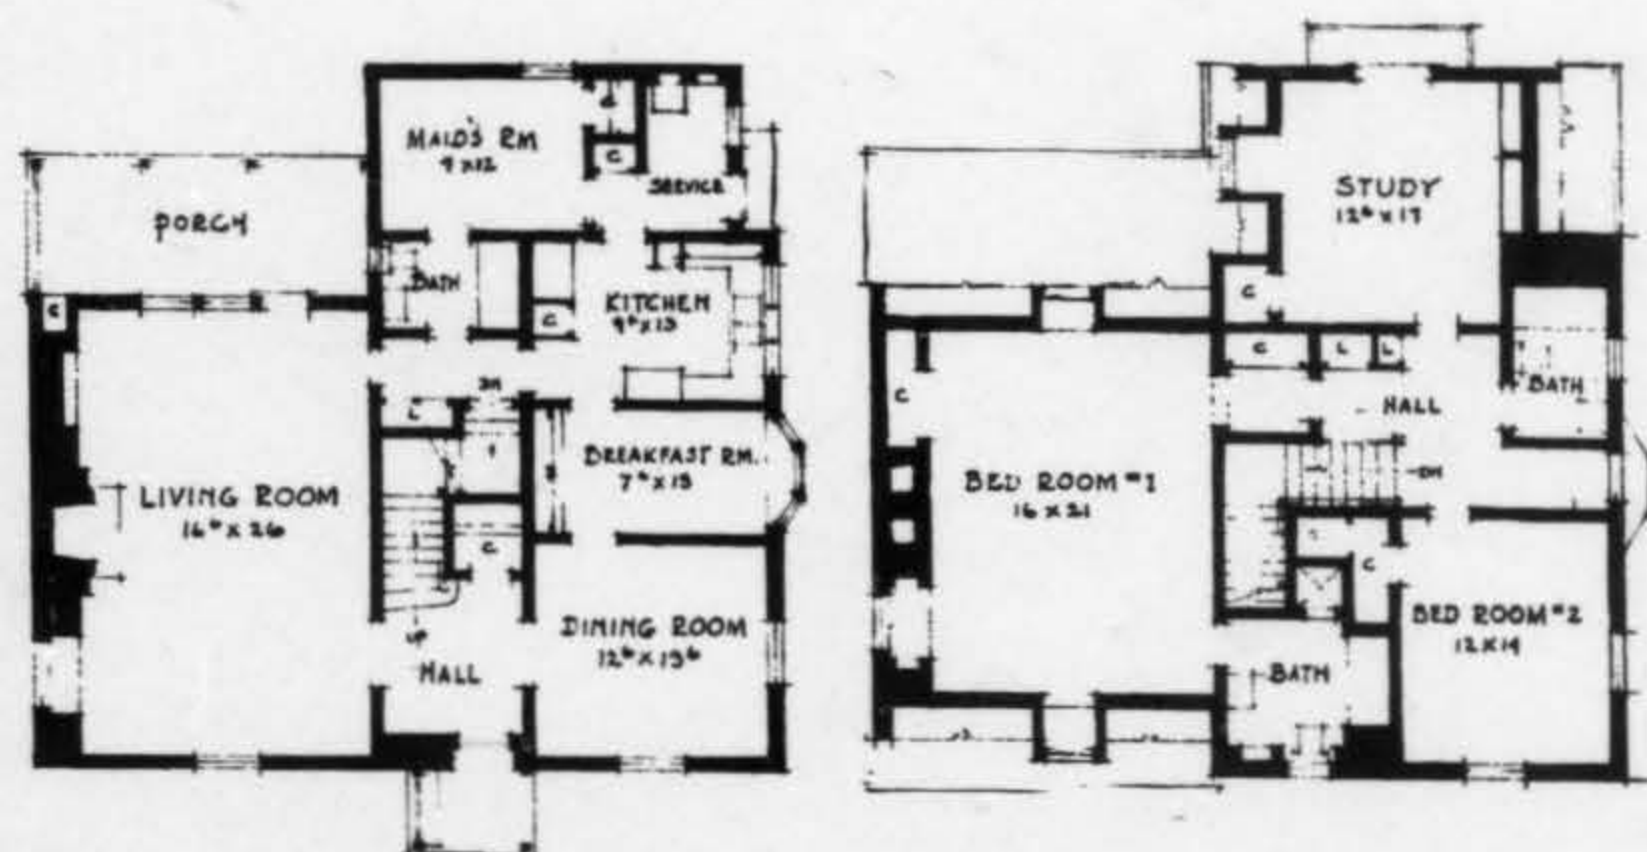 MAID'S RM
9 x 12
C
C
SERVICE
PORCH
BATH
C
KITCHEN
9⁶ x 13
C
DN
L
BREAKFAST RM.
7⁶ x 13
LIVING ROOM
16⁶ x 26
C
UP
HALL
DINING ROOM
12⁶ x 13⁶
STUDY
12⁶ x 17
C
C
L
L
BATH
HALL
C
BED ROOM #1
16 x 21
DN
C
BED ROOM #2
12 x 14
BATH